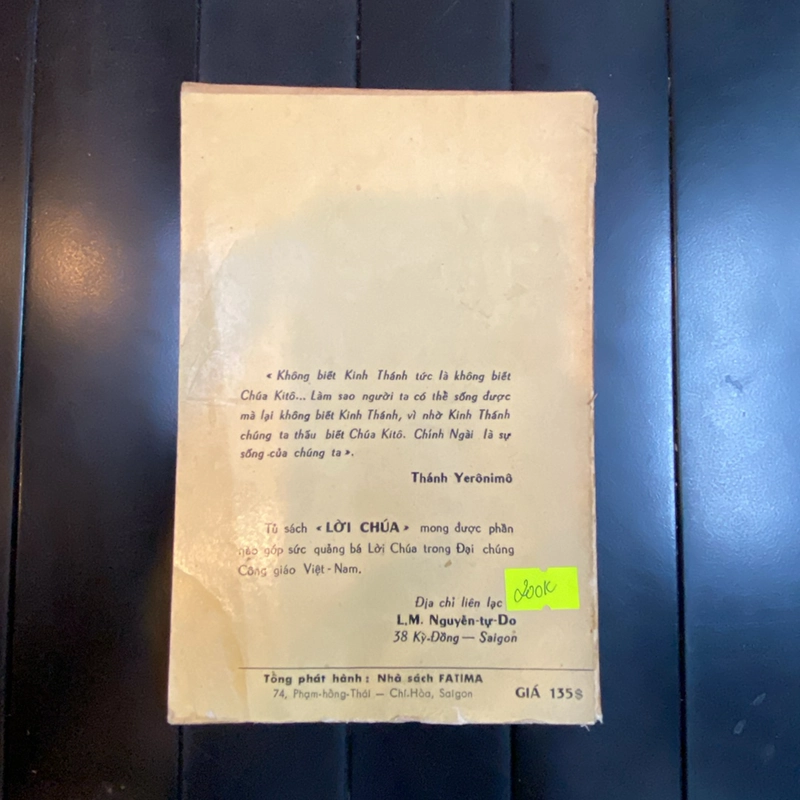 « Không biết Kinh Thánh tức là không biết
Chúa Kitô... Làm sao người ta có thể sống được
mà lại không biết Kinh Thánh, vì nhờ Kinh Thánh
chúng ta thấu biết Chúa Kitô. Chính Ngài là sự
sống của chúng ta ».
Thánh Yerônimô
Tủ sách « LỜI CHÚA » mong được phần
nào góp sức quảng bá Lời Chúa trong Đại chúng
Công giáo Việt-Nam.
200K
Địa chỉ liên lạc
L.M. Nguyễn-tự-Do
38 Kỳ-Đồng — Saigon
Tổng phát hành : Nhà sách FATIMA
74, Phạm-hồng-Thái — Chí-Hòa, Saigon
GIÁ 135$